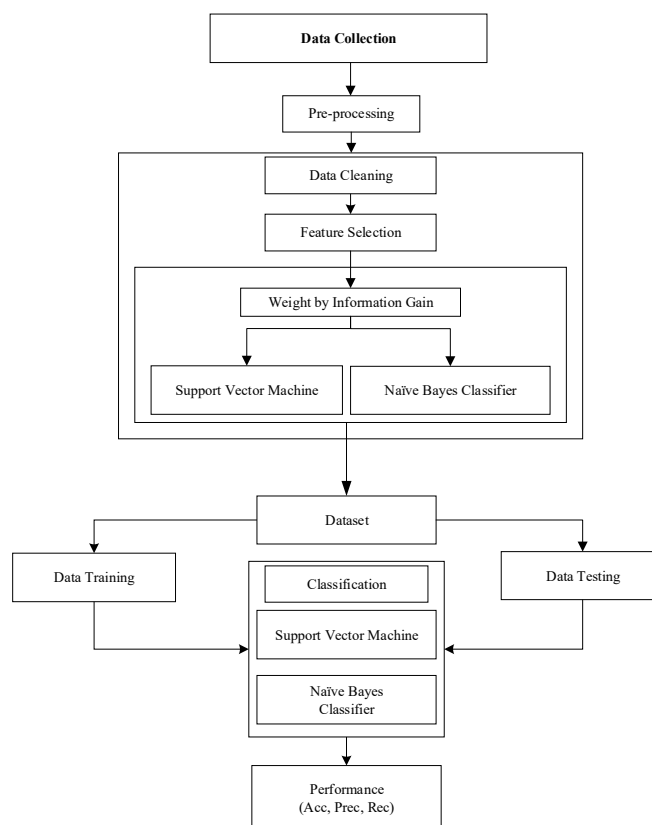 Data Collection
Pre-processing
Data Cleaning
Feature Selection
Weight by Information Gain
Support Vector Machine
Naïve Bayes Classifier
Dataset
Data Training
Data Testing
Classification
Support Vector Machine
Naïve Bayes
Classifier
Performance
(Acc, Prec, Rec)